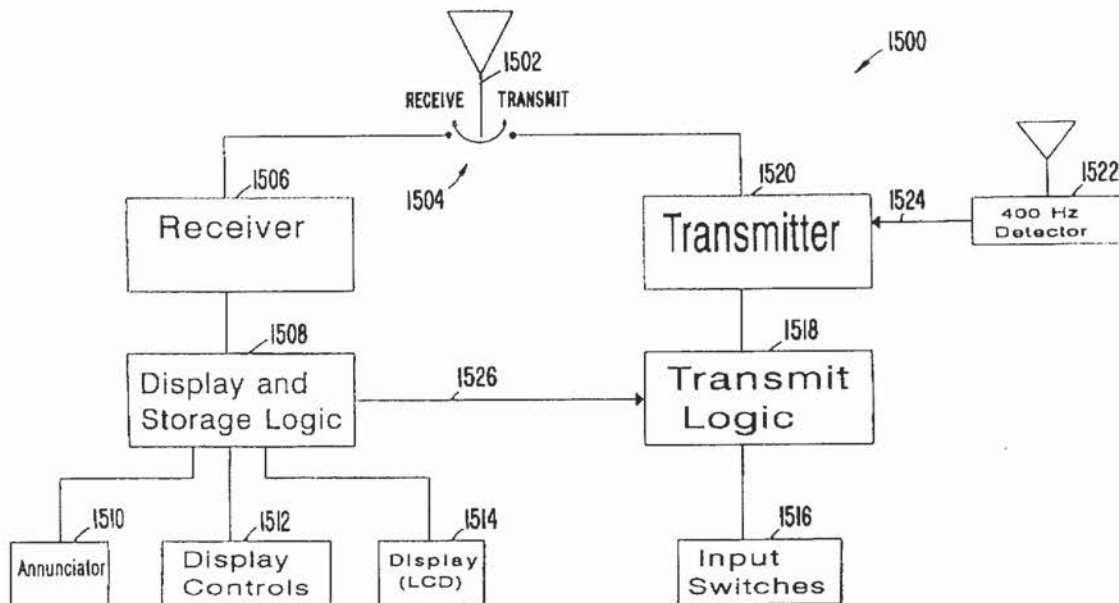 1502
1500
RECEIVE TRANSMIT
1504
1506
Receiver
1520
Transmitter
1524
1522
400 Hz
Detector
1508
Display and
Storage Logic
1526
1518
Transmit
Logic
1510
Annunciator
1512
Display
Controls
1514
Display
(LCD)
1516
Input
Switches